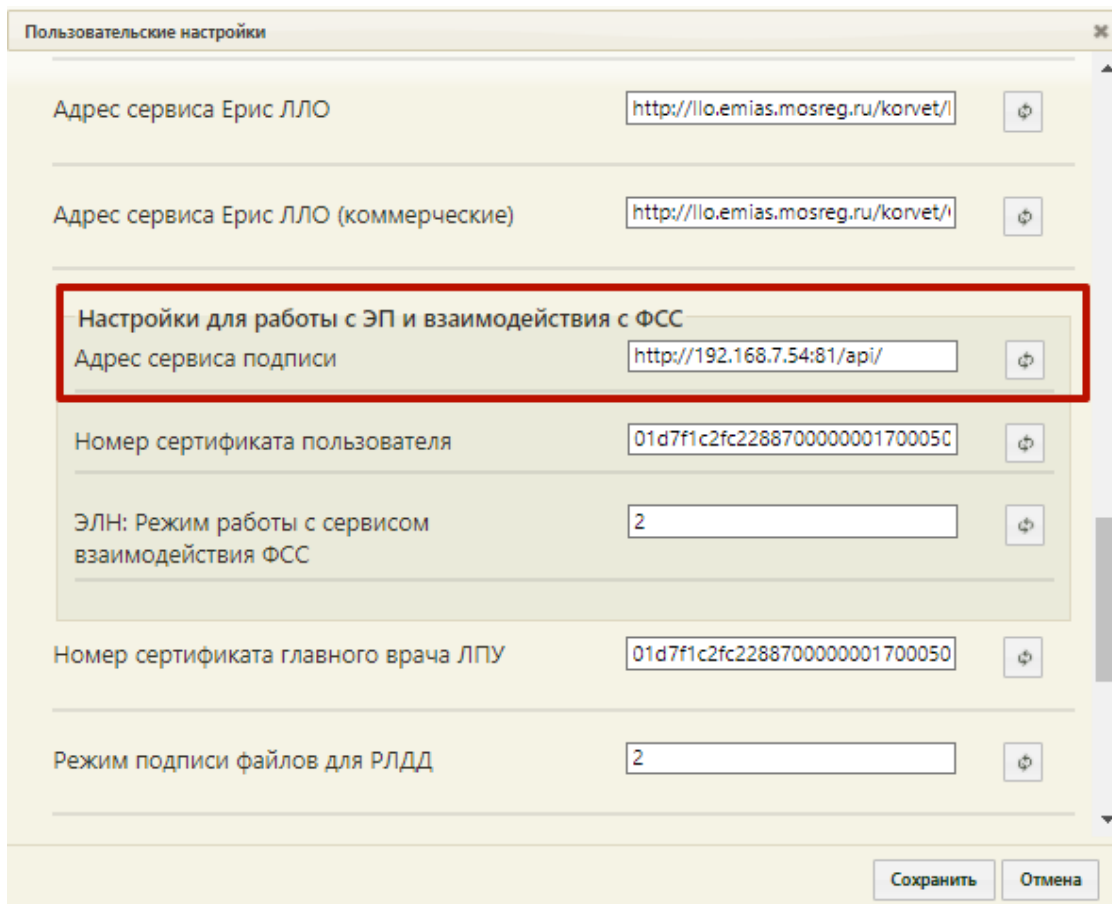 Пользовательские настройки
Адрес сервиса Ерис ЛЛО
http://llo.emias.mosreg.ru/korvet/
Адрес сервиса Ерис ЛЛО (коммерческие)
http://llo.emias.mosreg.ru/korvet/
Настройки для работы с ЭП и взаимодействия с ФСС
Адрес сервиса подписи
http://192.168.7.54:81/api/
Номер сертификата пользователя
01d7f1c2fc2288700000001700050
ЭЛН: Режим работы с сервисом
взаимодействия ФСС
2
Номер сертификата главного врача ЛПУ
01d7f1c2fc2288700000001700050
Режим подписи файлов для РЛДД
2
Сохранить
Отмена